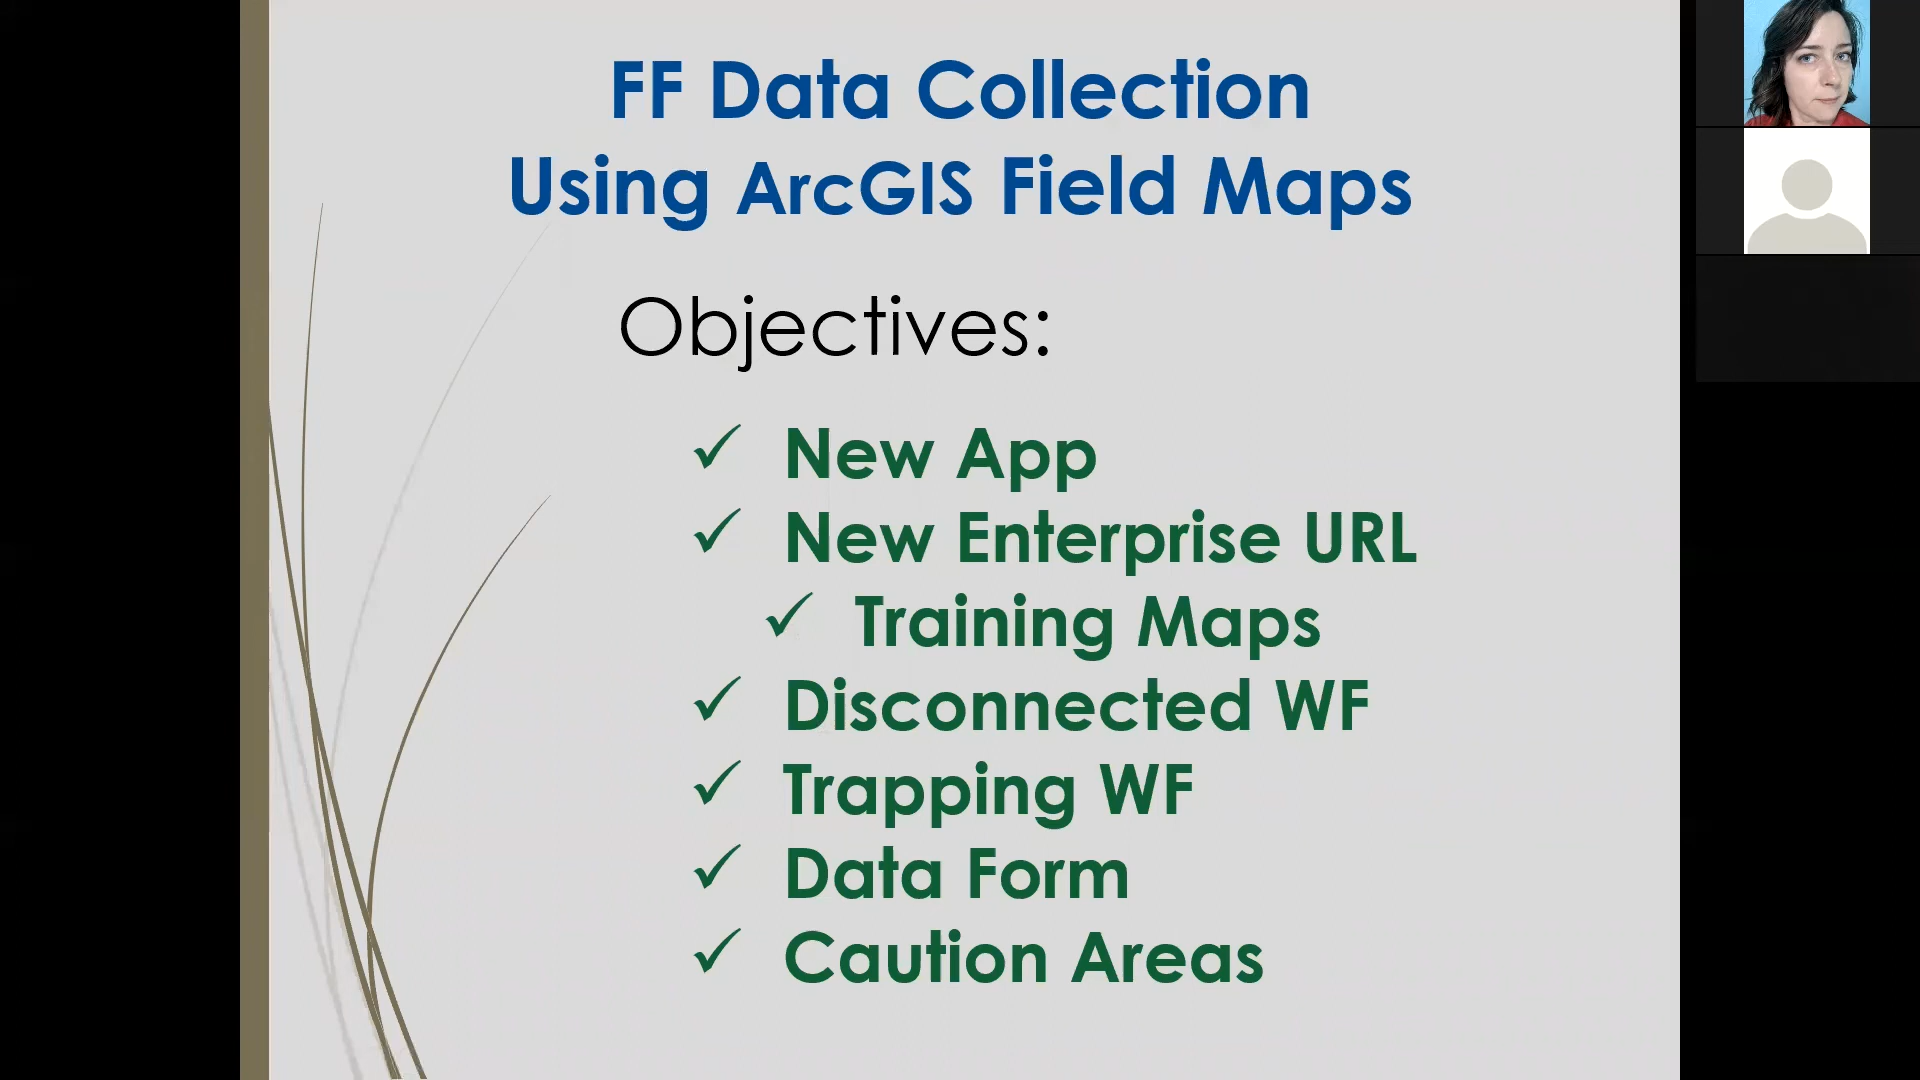 FF Data Collection
Using ArcGIS Field Maps
Objectives:
✓ New App
✓ New Enterprise URL
✓ Training Maps
✓ Disconnected WF
✓ Trapping WF
✓ Data Form
✓ Caution Areas